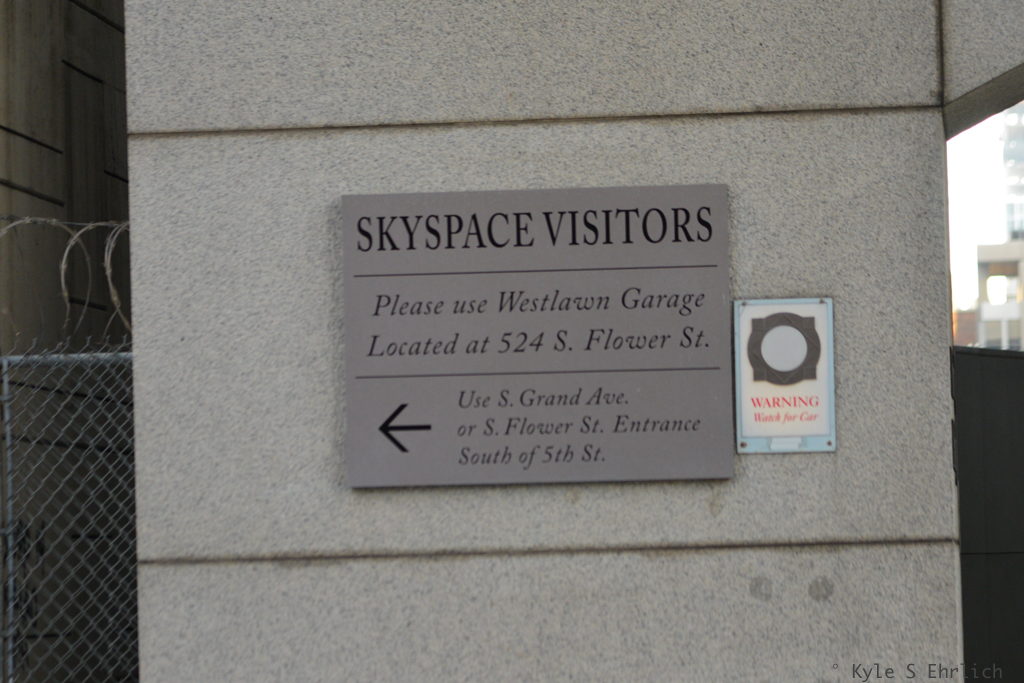 SKYSPACE VISITORS
Please use Westlawn Garage
Located at 524 S. Flower St.
Use S. Grand Ave.
or S. Flower St. Entrance
South of 5th St.
WARNING
Watch for Car
° Kyle S Ehrlich